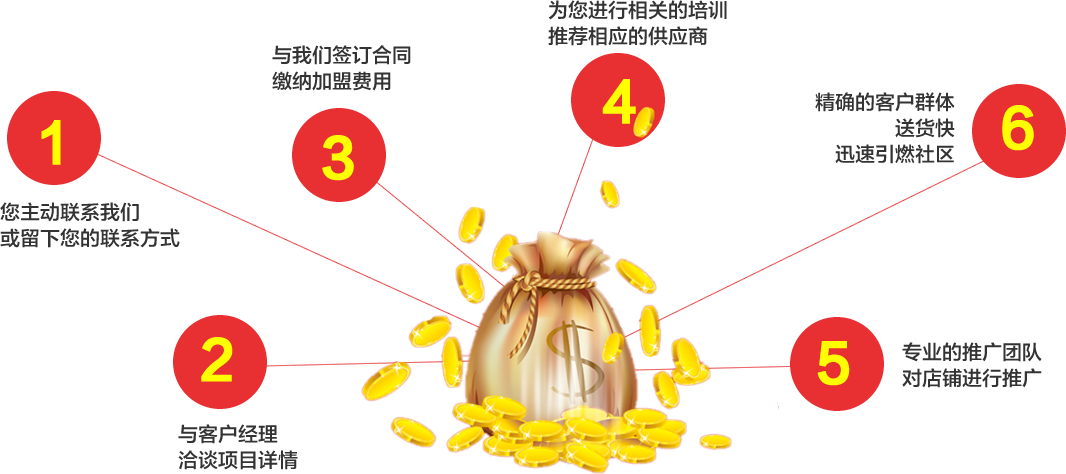 1
您主动联系我们
或留下您的联系方式
2
与客户经理
洽谈项目详情
3
与我们签订合同
缴纳加盟费用
4
为您进行相关的培训
推荐相应的供应商
5
专业的推广团队
对店铺进行推广
6
精确的客户群体
送货快
迅速引燃社区
$